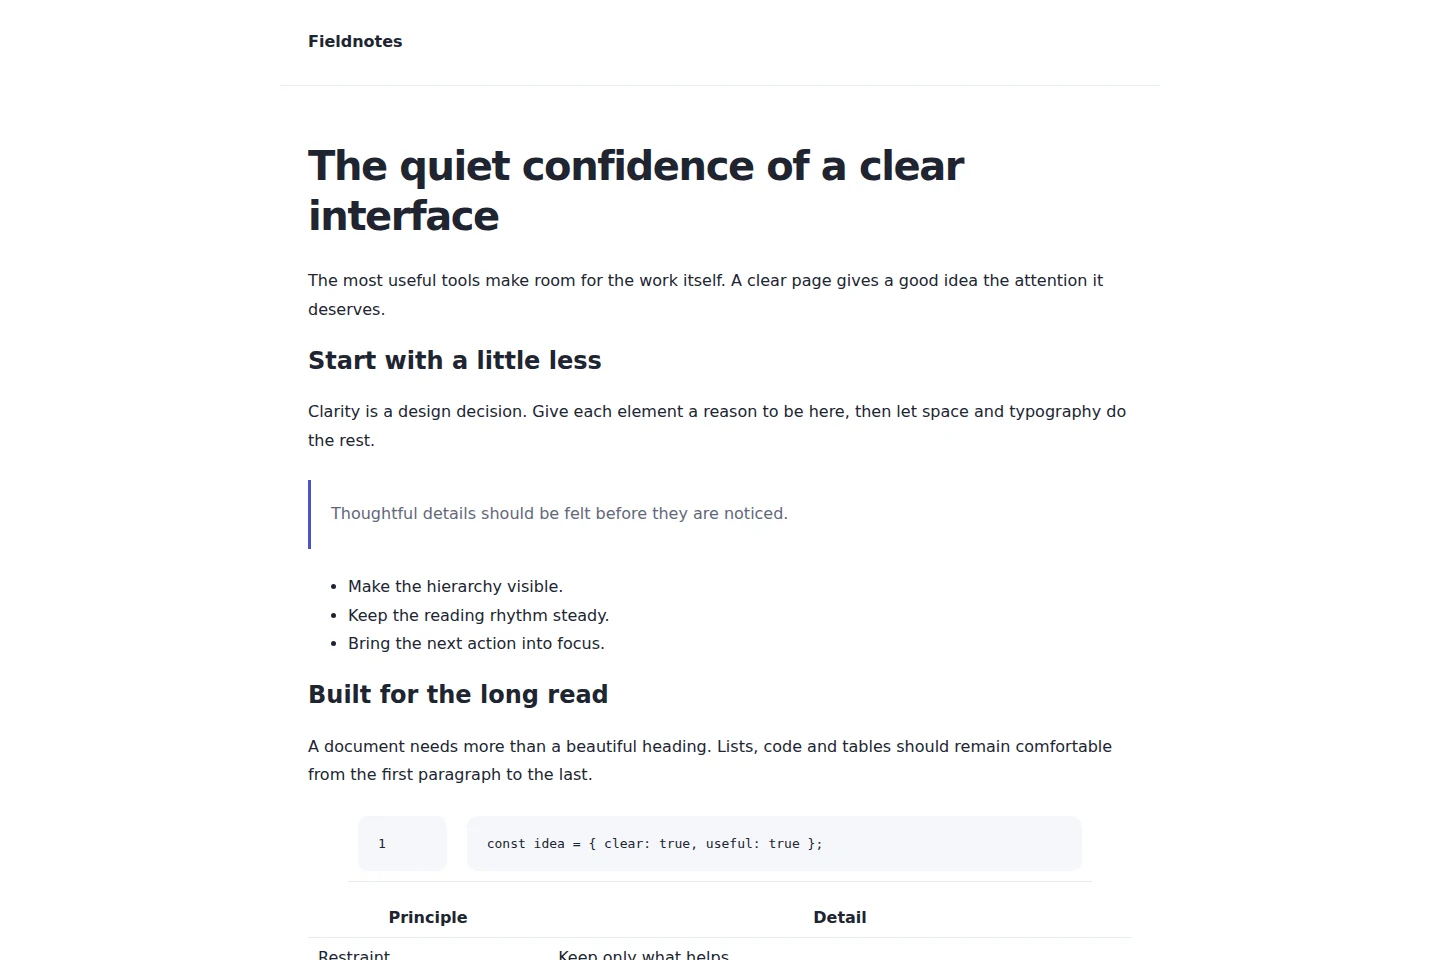 Fieldnotes
The quiet confidence of a clear
interface
The most useful tools make room for the work itself. A clear page gives a good idea the attention it
deserves.
Start with a little less
Clarity is a design decision. Give each element a reason to be here, then let space and typography do
the rest.
Thoughtful details should be felt before they are noticed.
• Make the hierarchy visible.
• Keep the reading rhythm steady.
• Bring the next action into focus.
Built for the long read
A document needs more than a beautiful heading. Lists, code and tables should remain comfortable
from the first paragraph to the last.
1 const idea = { clear: true, useful: true };
Principle Detail
Restraint Keep only what helps.